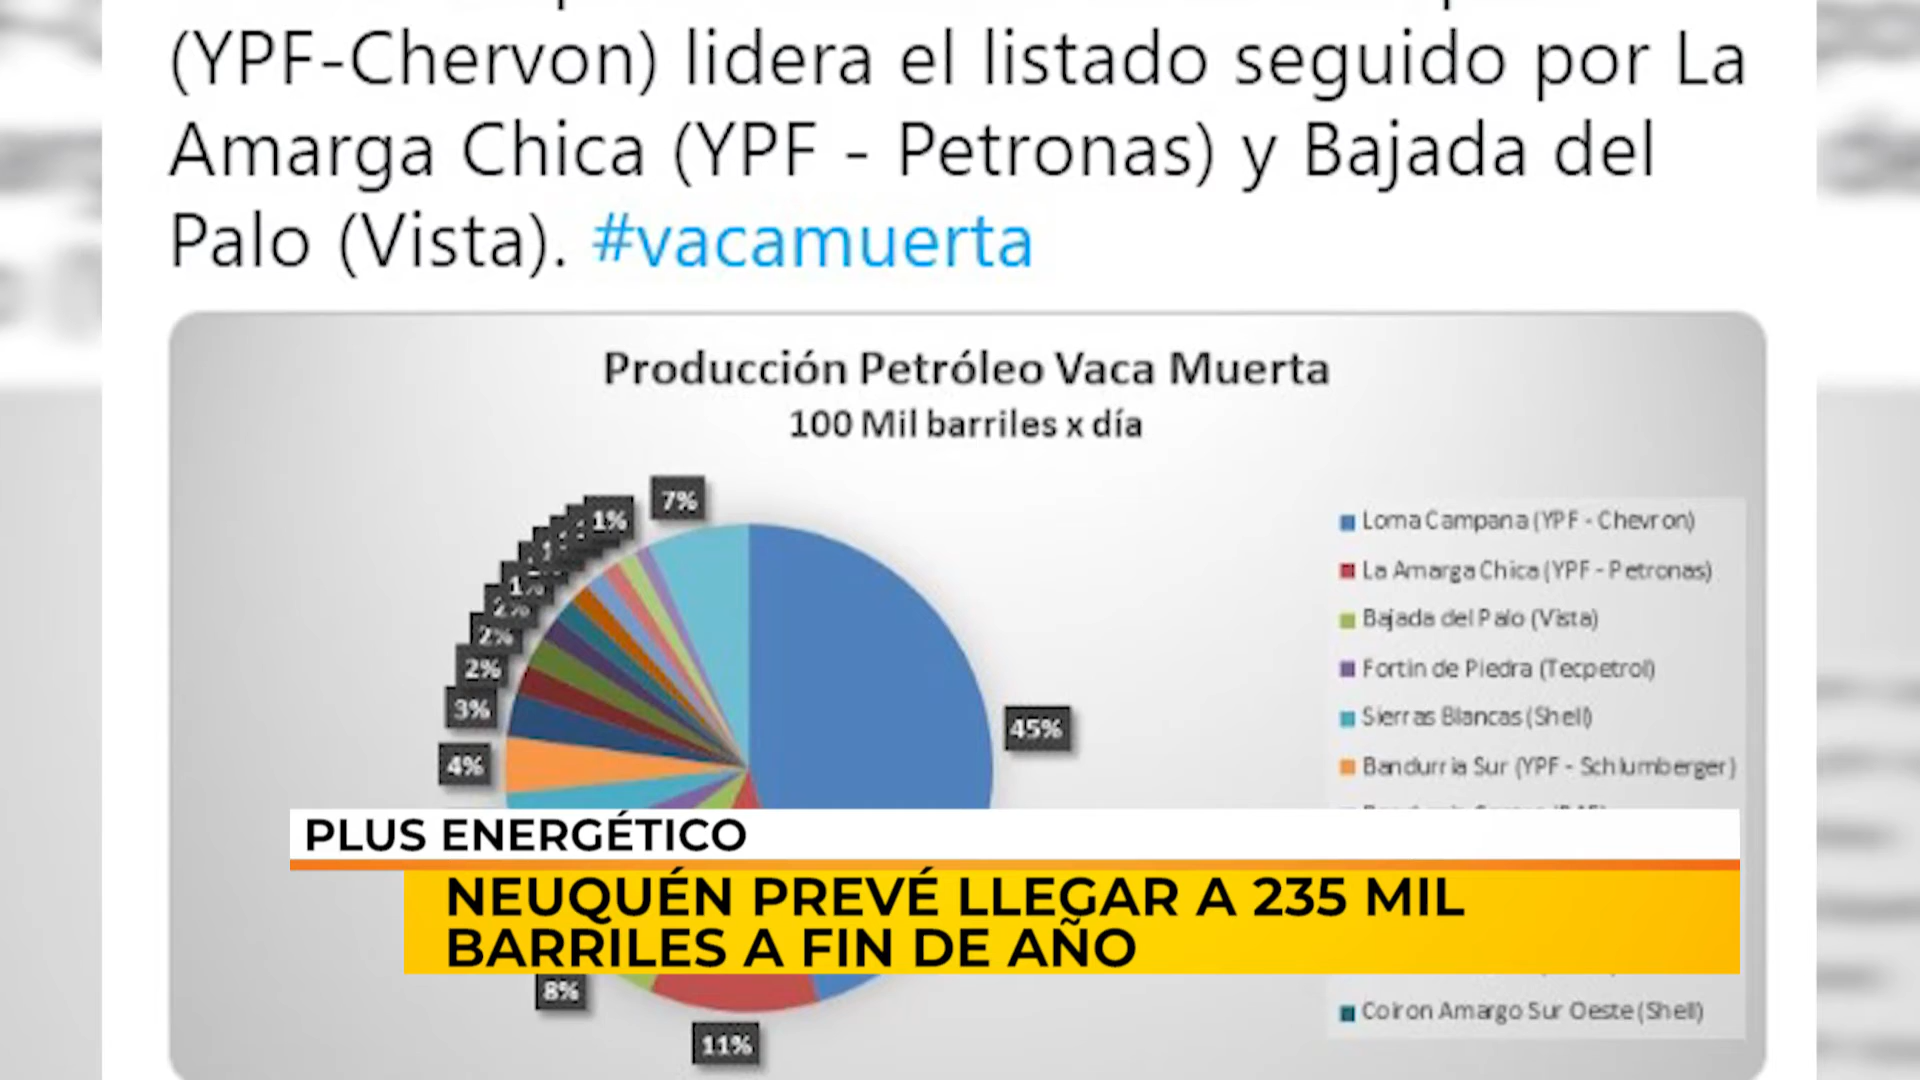 (YPF-Chervon) lidera el listado seguido por La
Amarga Chica (YPF - Petronas) y Bajada del
Palo (Vista). #vacamuerta
Producción Petróleo Vaca Muerta
100 Mil barriles x día
7%
1%
1%
2%
2%
2%
3%
4%
45%
8%
11%
Loma Campana (YPF - Chevron)
La Amarga Chica (YPF - Petronas)
Bajada del Palo (Vista)
Fortin de Piedra (Tecpetrol)
Sierras Blancas (Shell)
Bandurria Sur (YPF - Schlumberger)
Coiron Amargo Sur Oeste (Shell)
PLUS ENERGÉTICO
NEUQUÉN PREVÉ LLEGAR A 235 MIL
BARRILES A FIN DE AÑO